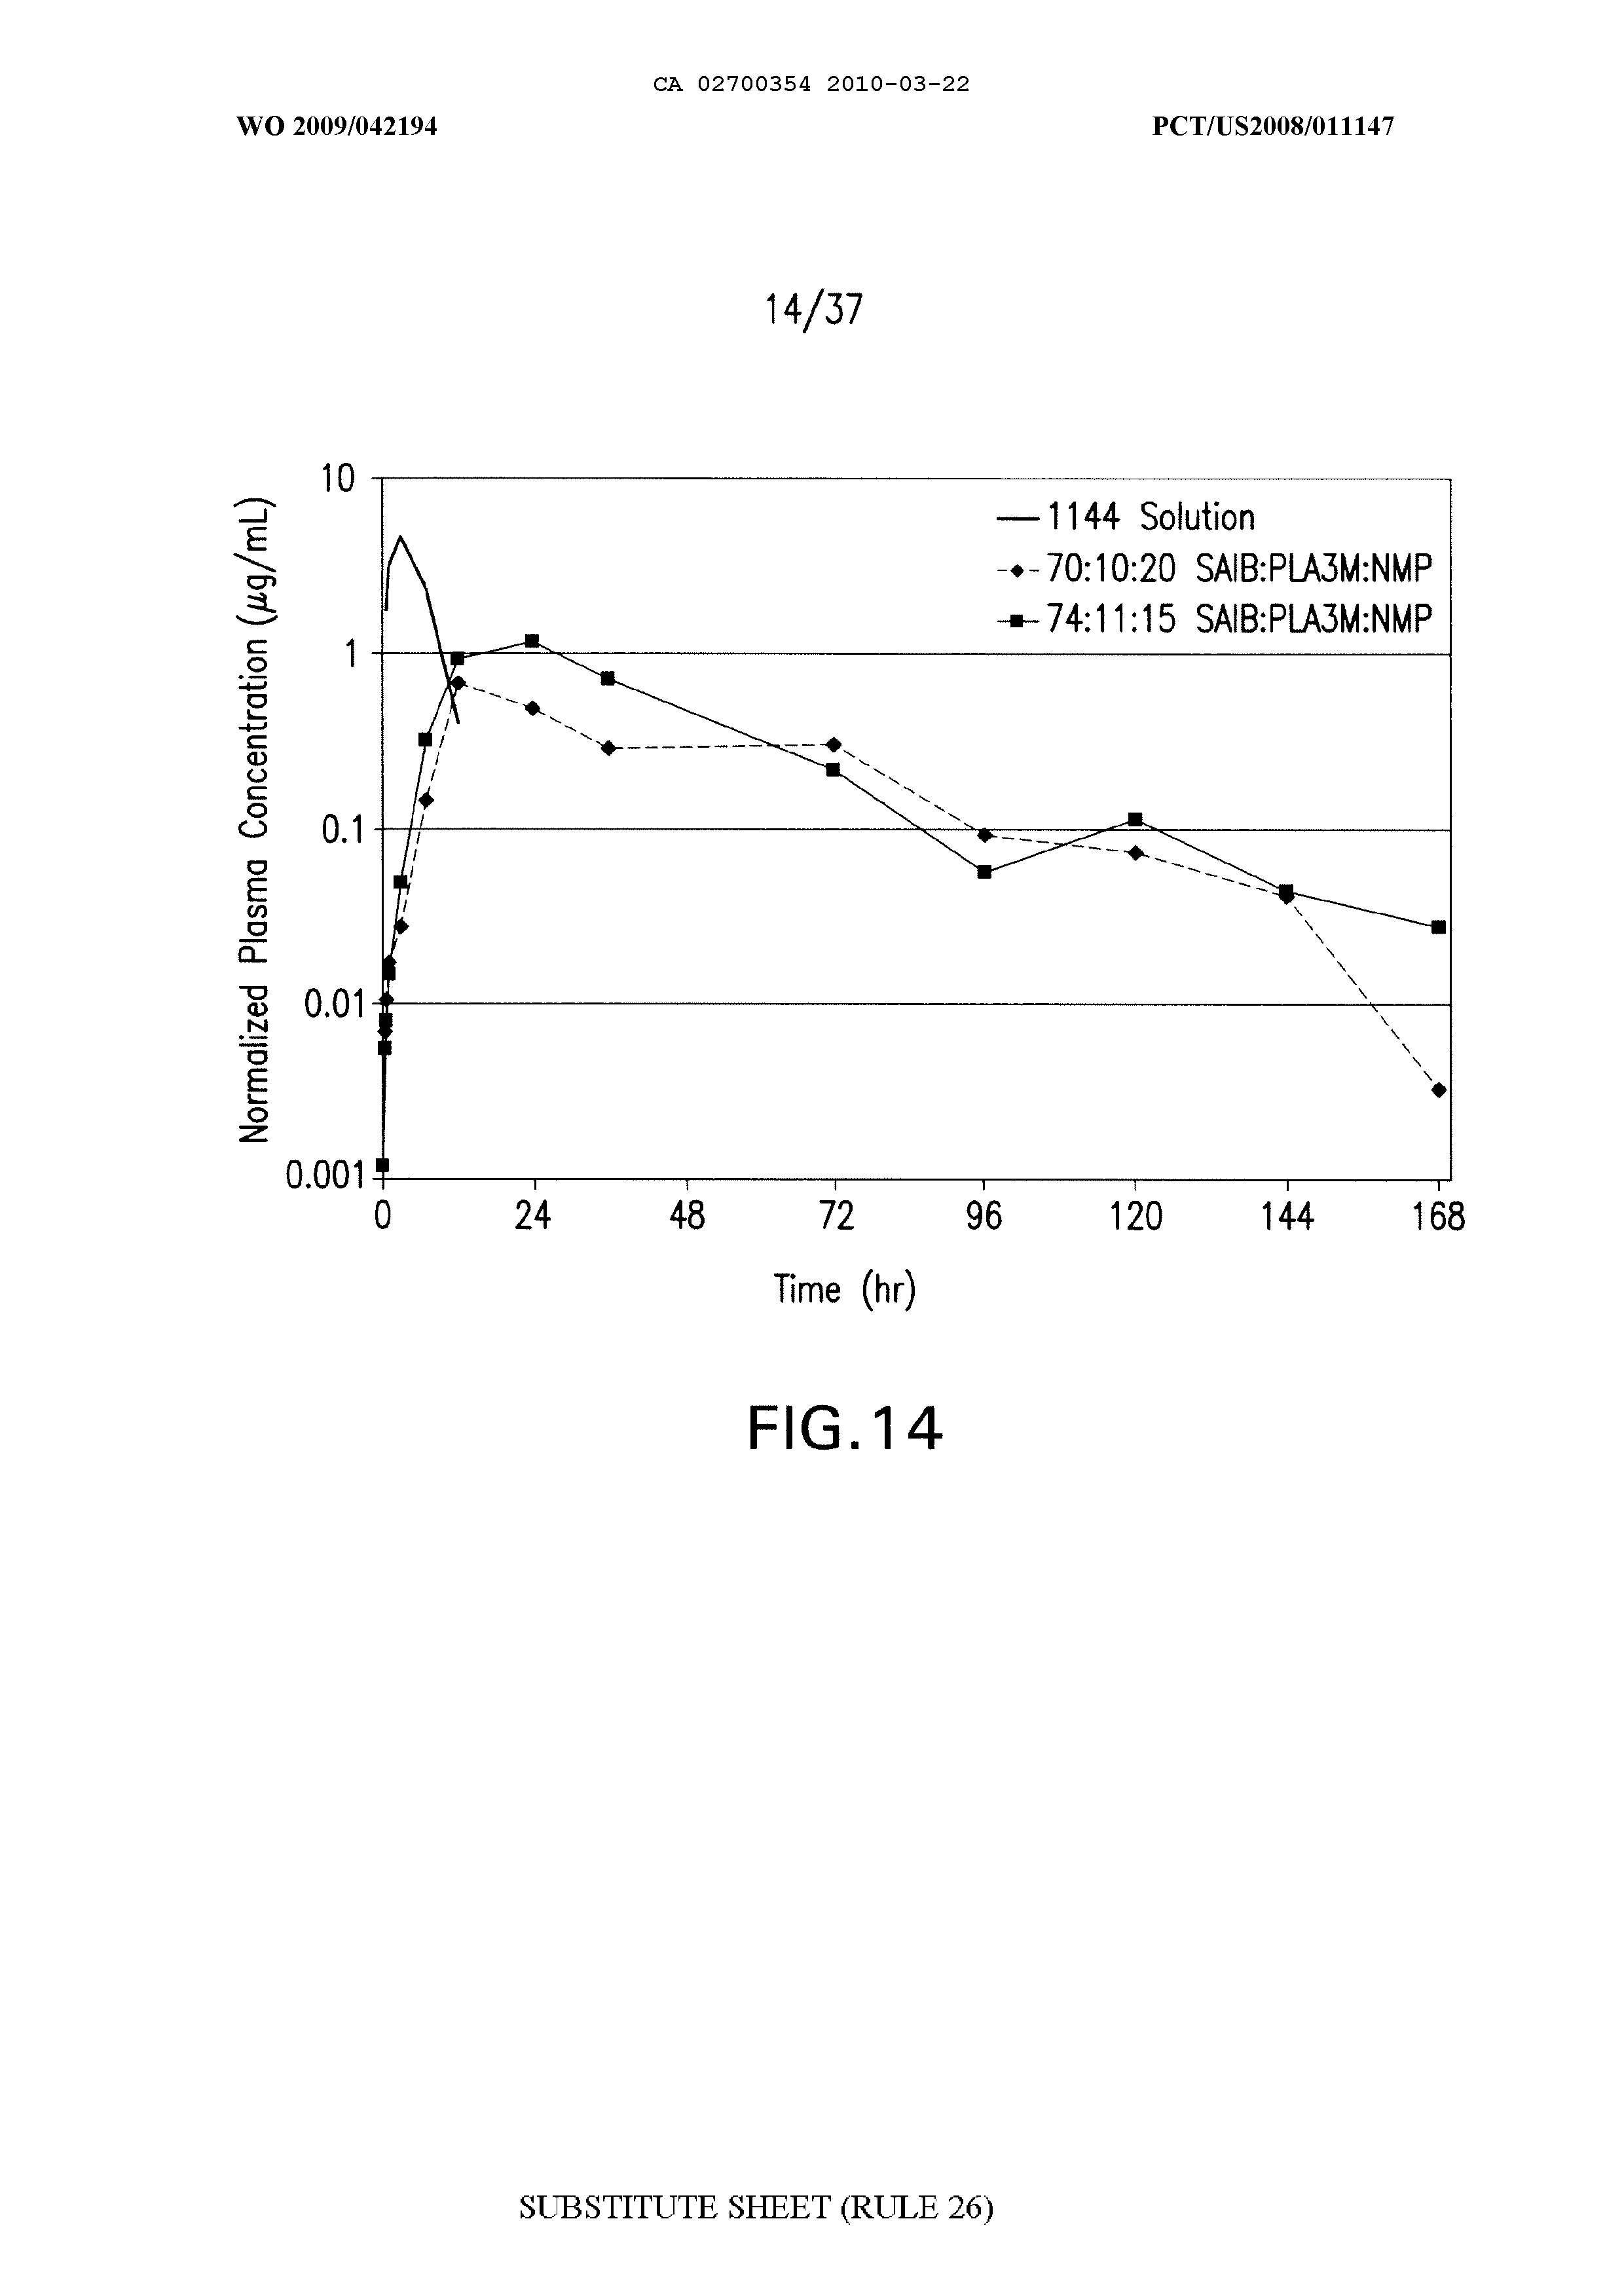 CA 02700354 2010-03-22
WO 2009/042194
PCT/US2008/011147
14/37
10
1
0.1
0.01
0.001
Normalized Plasma Concentration (µg/mL)
1144 Solution
70:10:20 SAIB:PLA3M:NMP
74:11:15 SAIB:PLA3M:NMP
0 24 48 72 96 120 144 168
Time (hr)
FIG.14
SUBSTITUTE SHEET (RULE 26)